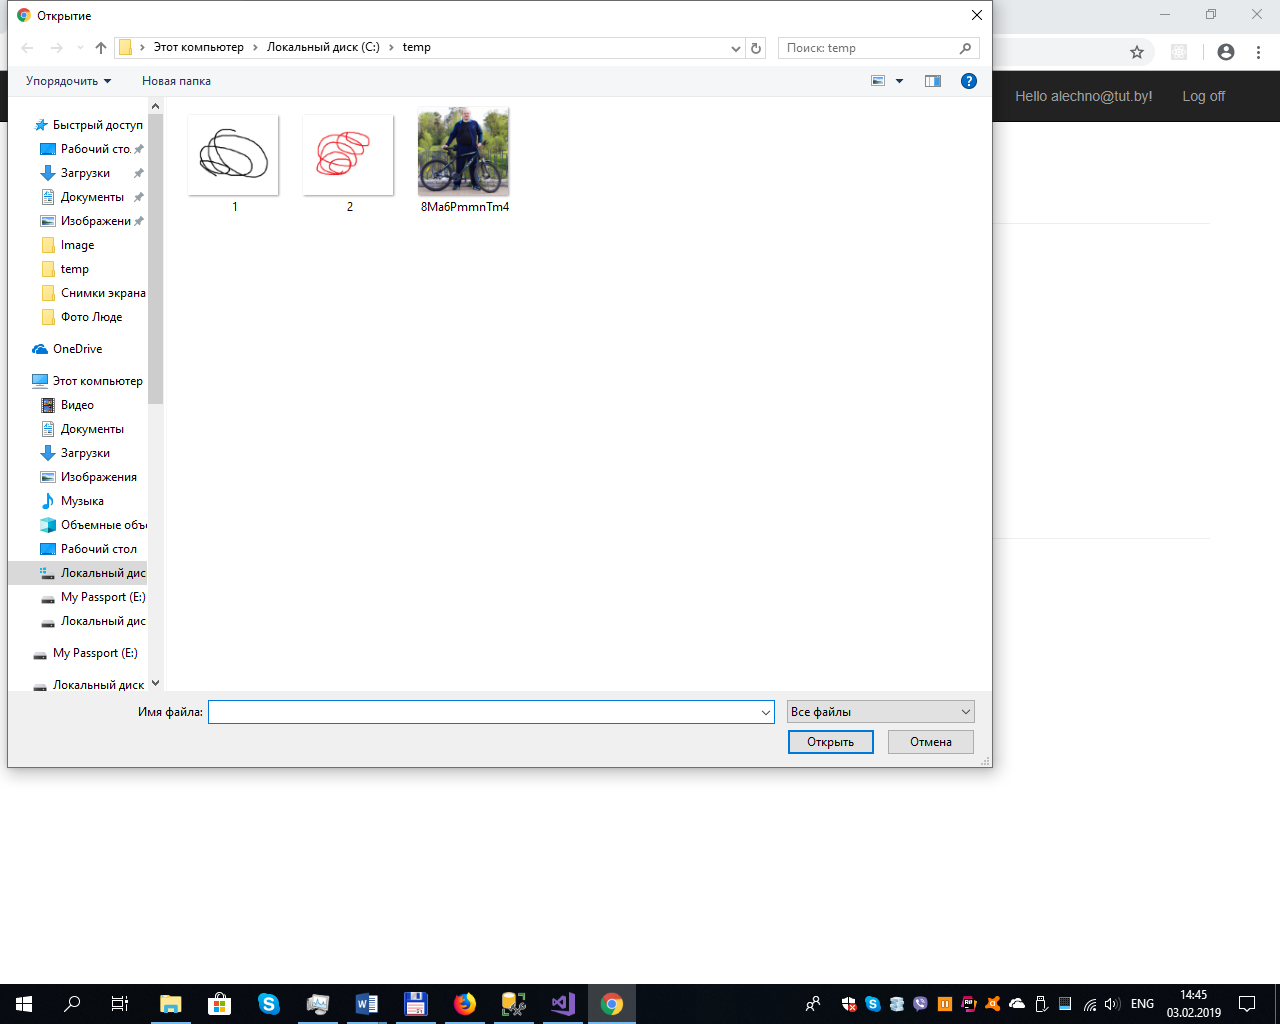 Открытие
Этот компьютер
Локальный диск (C:)
temp
Поиск: temp
Упорядочить
Новая папка
Hello alechno@tut.by!
Log off
Быстрый доступ
Рабочий сто.
Загрузки
Документы
Изображени
Image
temp
Снимки экрана
Фото Люде
OneDrive
Этот компьютер
Видео
Документы
Загрузки
Изображения
Музыка
Объемные объ
Рабочий стол
Локальный дис
My Passport (E:)
Локальный дис
My Passport (E:)
Локальный диск
1
2
8Ma6PmmnTm4
Имя файла:
Все файлы
Открыть
Отмена
ENG
14:45
03.02.2019